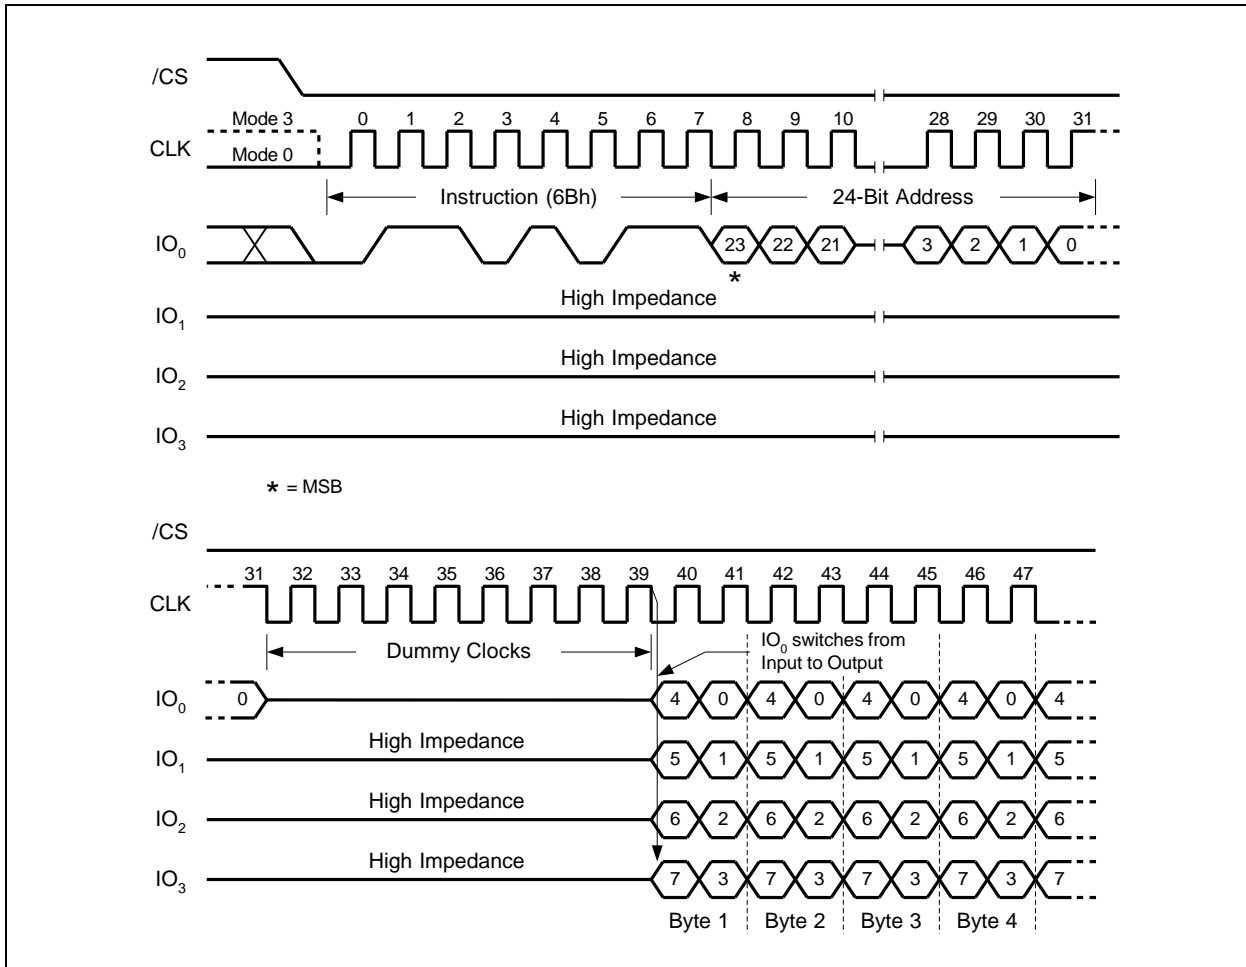 /CS
Mode 3 0 1 2 3 4 5 6 7 8 9 10 28 29 30 31
CLK Mode 0
Instruction (6Bh) 24-Bit Address
IO0 23 22 21 3 2 1 0
*
High Impedance
IO1
High Impedance
IO2
High Impedance
IO3
* = MSB
/CS
31 32 33 34 35 36 37 38 39 40 41 42 43 44 45 46 47
CLK
Dummy Clocks
IO0 switches from
Input to Output
IO0 0 4 0 4 0 4 0 4 0 4
High Impedance
IO1 5 1 5 1 5 1 5 1 5
High Impedance
IO2 6 2 6 2 6 2 6 2 6
High Impedance
IO3 7 3 7 3 7 3 7 3 7
Byte 1 Byte 2 Byte 3 Byte 4